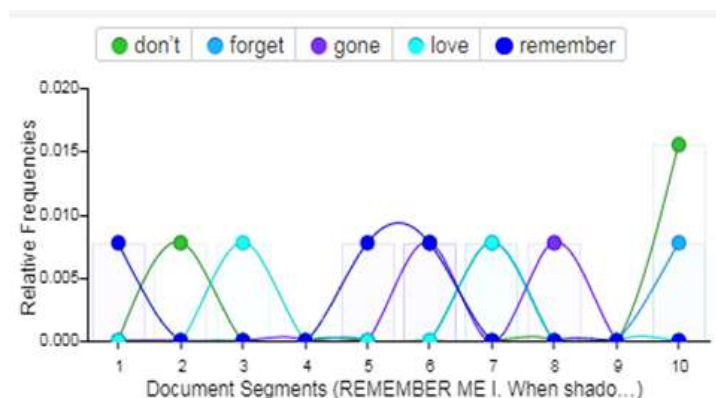 don't forget gone love remember
0.020
0.015
0.010
0.005
0.000
Relative Frequencies
1 2 3 4 5 6 7 8 9 10
Document Segments (REMEMBER ME I. When shado...)